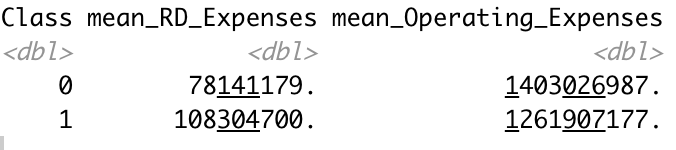 Class mean_RD_Expenses mean_Operating_Expenses
<dbl> <dbl> <dbl>
0 78141179. 1403026987.
1 108304700. 1261907177.